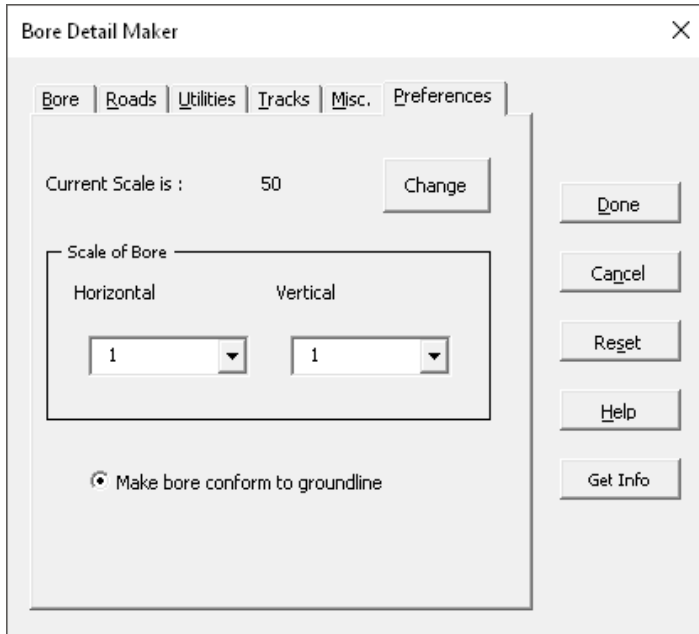 Bore Detail Maker
Bore Roads Utilities Tracks Misc. Preferences
Current Scale is : 50 Change
Scale of Bore
Horizontal Vertical
1 1
Make bore conform to groundline
Done
Cancel
Reset
Help
Get Info